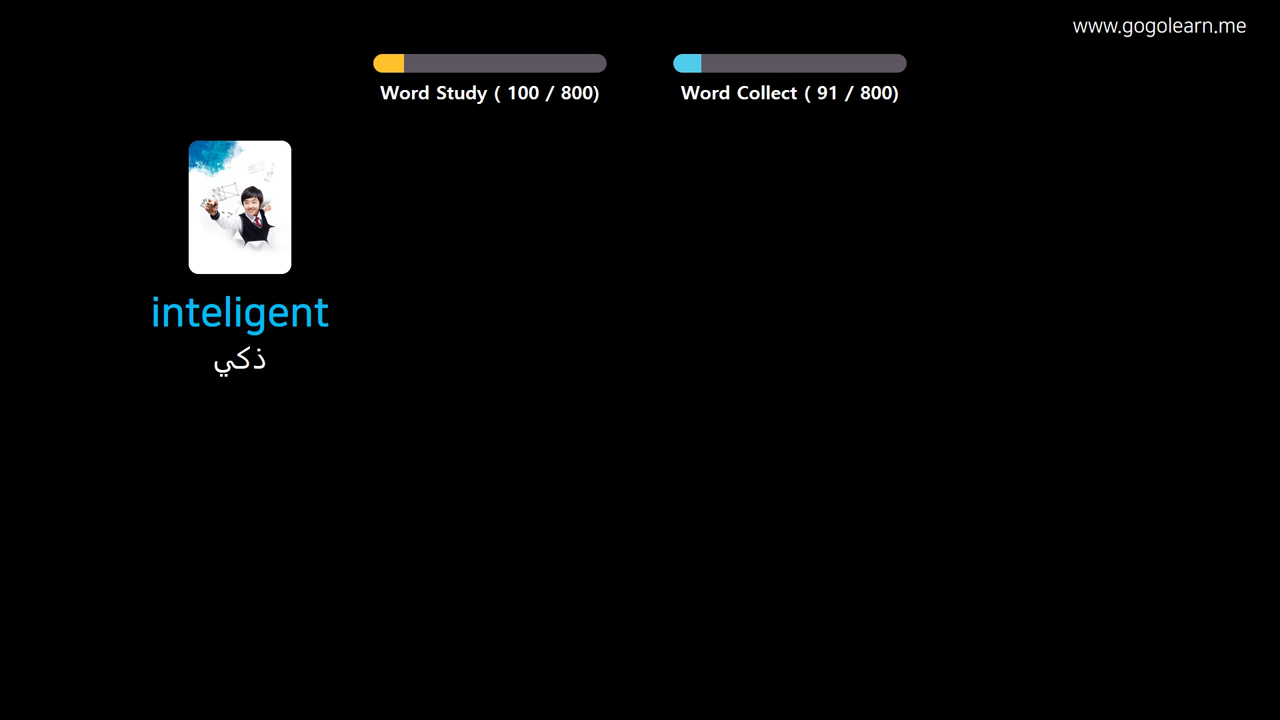 www.gogolearn.me
Word Study ( 100 / 800)
Word Collect ( 91 / 800)
inteligent
ذكي